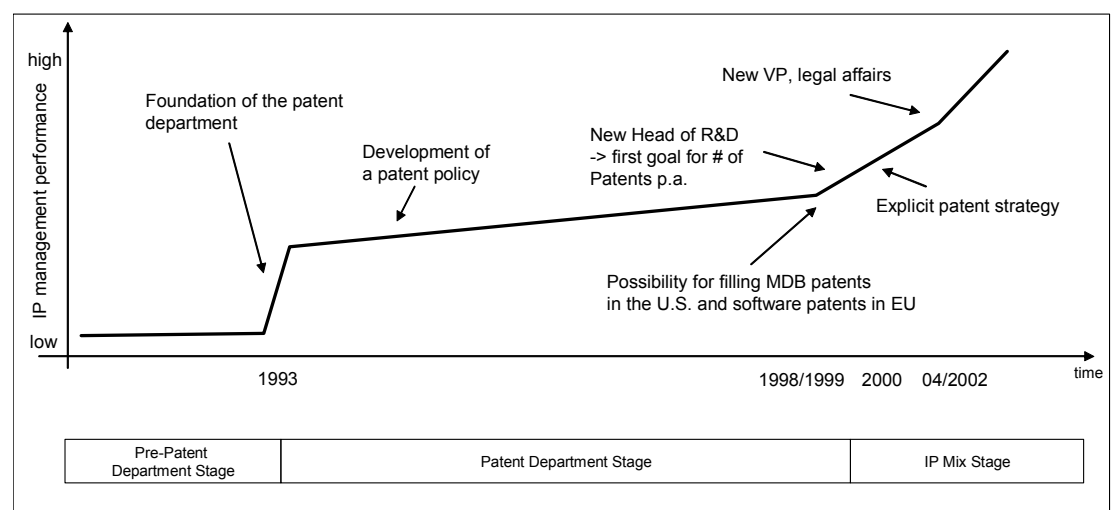 high
IP management performance
low
Foundation of the patent
department
Development of
a patent policy
New Head of R&D
-> first goal for # of
Patents p.a.
New VP, legal affairs
Explicit patent strategy
Possibility for filling MDB patents
in the U.S. and software patents in EU
1993
1998/1999
2000
04/2002
time
Pre-Patent
Department Stage
Patent Department Stage
IP Mix Stage